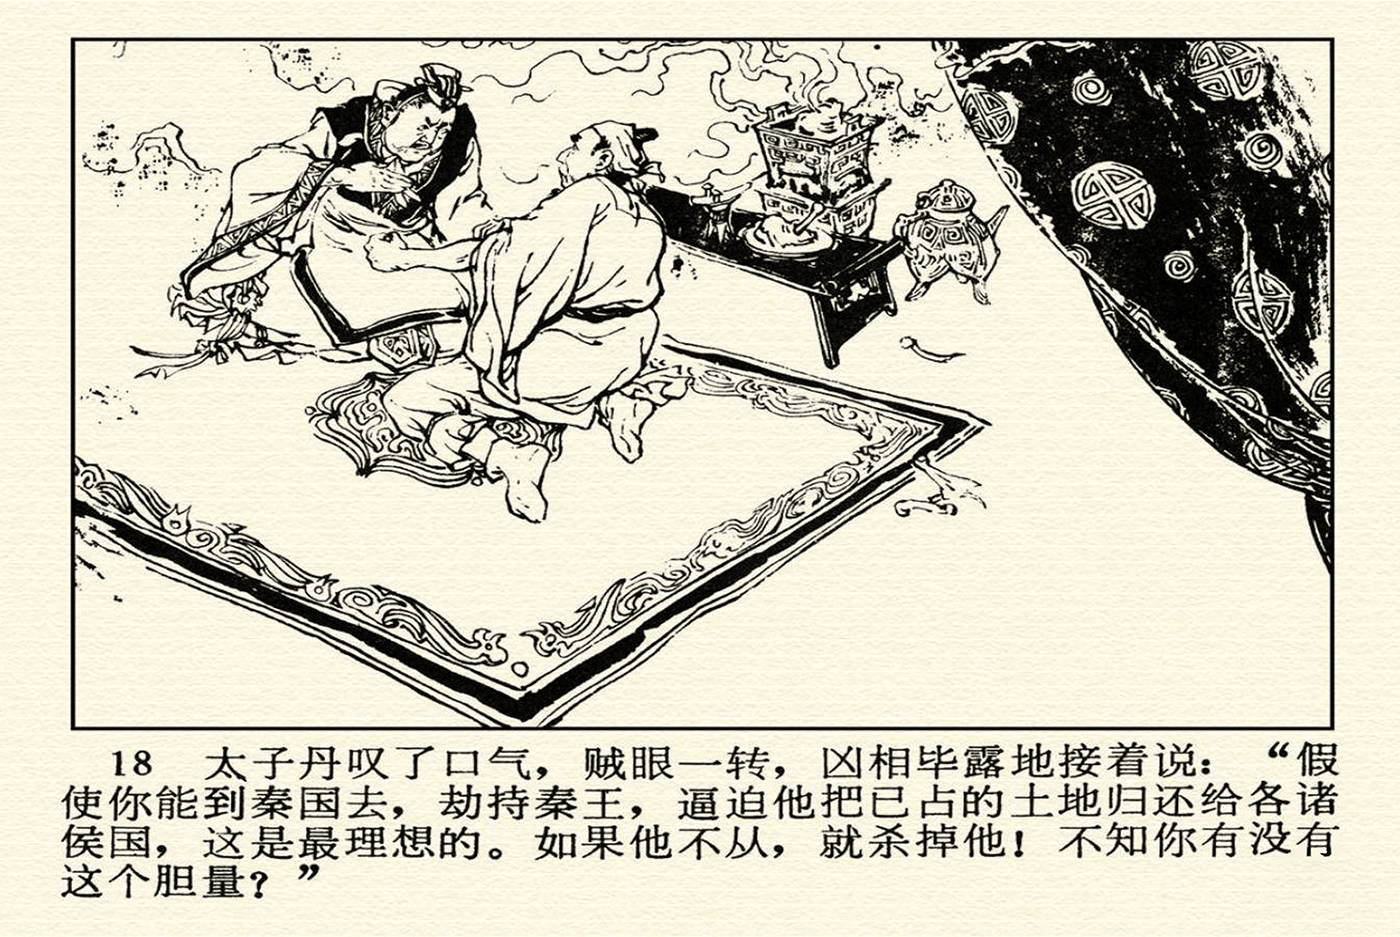 18 太子丹叹了口气，贼眼一转，凶相毕露地接着说：“假
使你能到秦国去，劫持秦王，逼迫他把已占的土地归还给各诸
侯国，这是最理想的。如果他不从，就杀掉他！不知你有没有
这个胆量？”